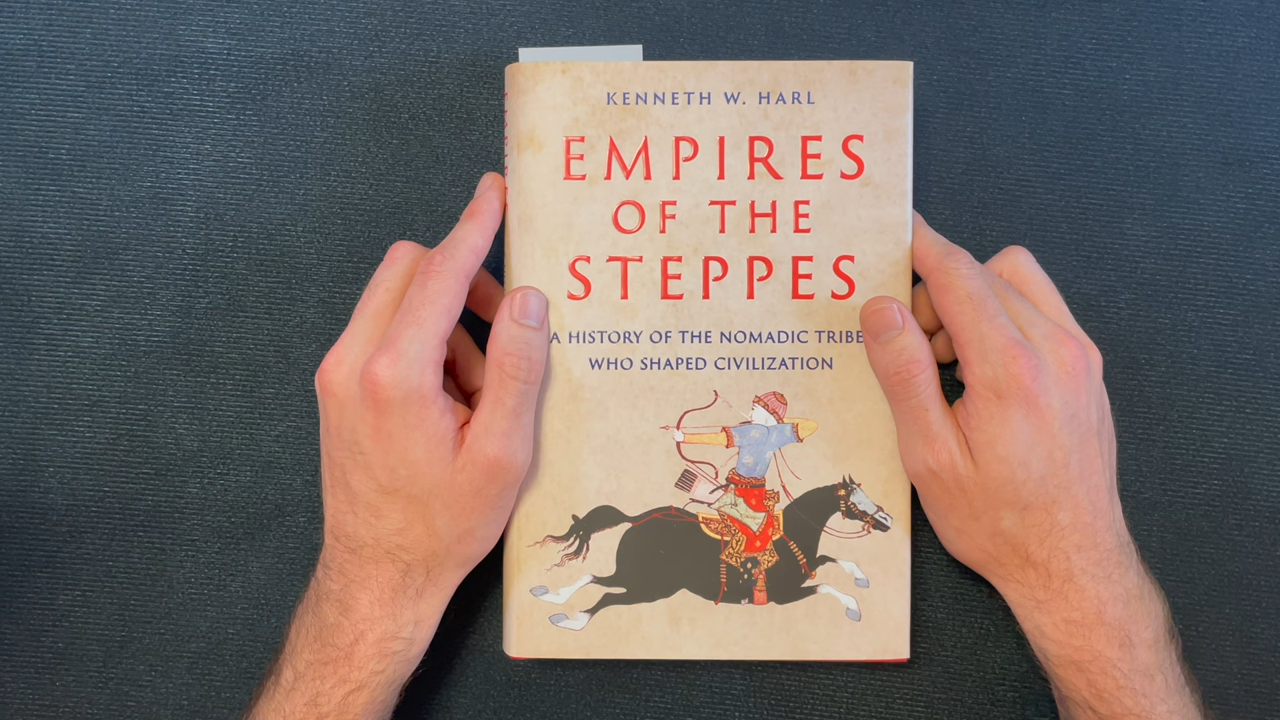 KENNETH W. HARL
EMPIRES
OF THE
STEPPES
A HISTORY OF THE NOMADIC TRIBE
WHO SHAPED CIVILIZATION